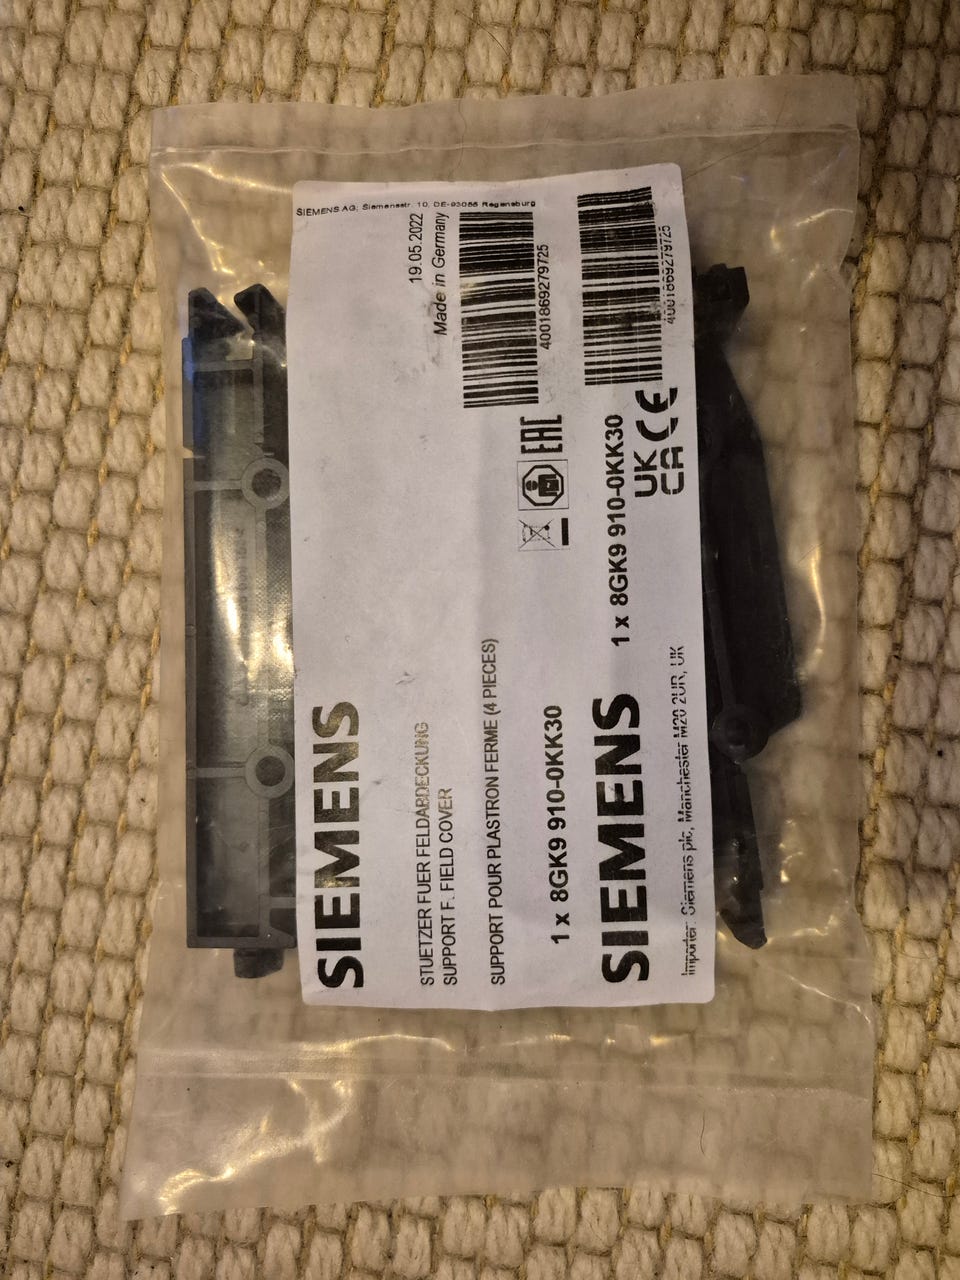 SIEMENS AG; Siemensstr. 10, DE-93055 Regensburg
SIEMENS
19.05.2022
Made in Germany
STUETZER FUER FELDABDECKUNG
SUPPORT F. FIELD COVER
SUPPORT POUR PLASTRON FERME (4 PIECES)
4001869279725
EAC
1 x 8GK9 910-0KK30
SIEMENS
1 x 8GK9 910-0KK30
UK
CA
CE
4001869279725
Importer: Siemens plc, Manchester M20 2UR, UK